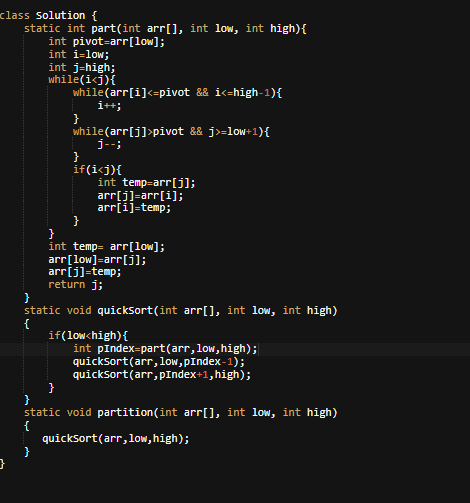 class Solution {
    static int part(int arr[], int low, int high){
        int pivot=arr[low];
        int i=low;
        int j=high;
        while(i<j){
            while(arr[i]<=pivot && i<=high-1){
                i++;
            }
            while(arr[j]>pivot && j>=low+1){
                j--;
            }
            if(i<j){
                int temp=arr[j];
                arr[j]=arr[i];
                arr[i]=temp;
            }
        }
        int temp= arr[low];
        arr[low]=arr[j];
        arr[j]=temp;
        return j;
    }
    static void quickSort(int arr[], int low, int high)
    {
        if(low<high){
            int pIndex=part(arr,low,high);
            quickSort(arr,low,pIndex-1);
            quickSort(arr,pIndex+1,high);
        }
    }
    static void partition(int arr[], int low, int high)
    {
       quickSort(arr,low,high);
    }
}